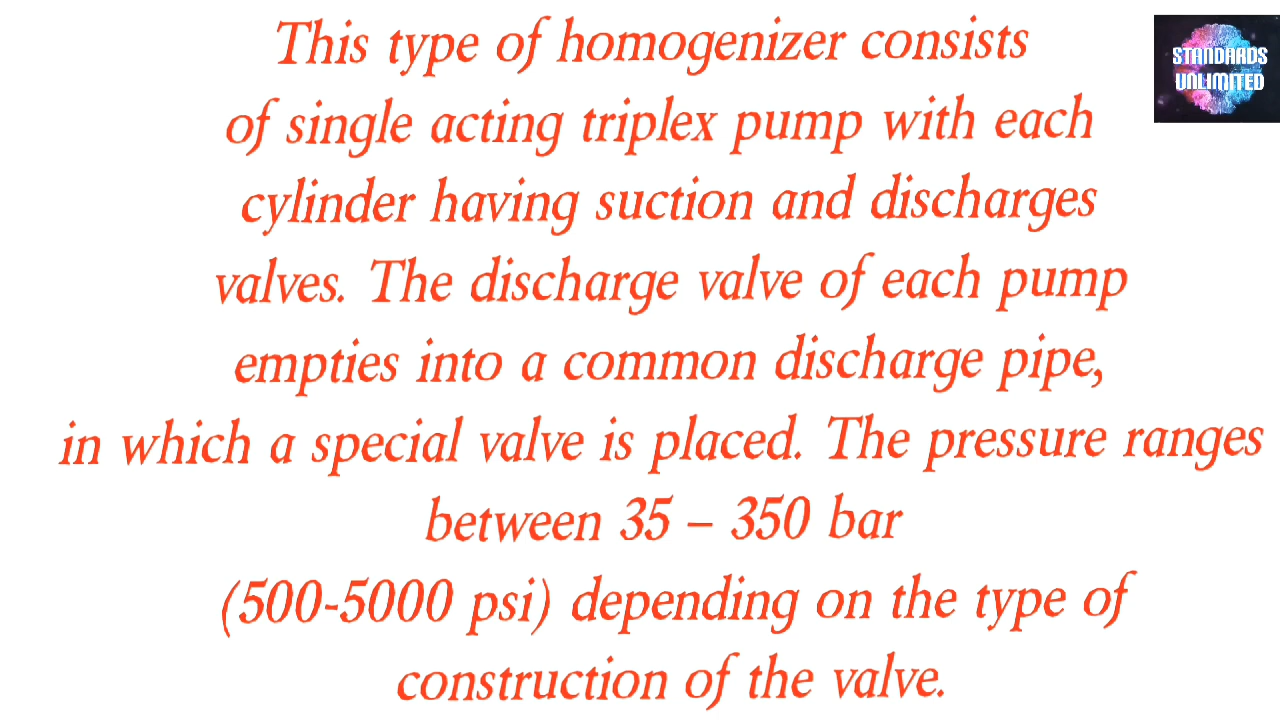 This type of homogenizer consists
of single acting triplex pump with each
cylinder having suction and discharges
valves. The discharge valve of each pump
empties into a common discharge pipe,
in which a special valve is placed. The pressure ranges
between 35 – 350 bar
(500-5000 psi) depending on the type of
construction of the valve.
STANDARDS
UNLIMITED